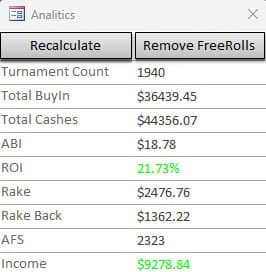 Analitics
Recalculate Remove FreeRolls
Turnament Count 1940
Total BuyIn $36439.45
Total Cashes $44356.07
ABI $18.78
ROI 21.73%
Rake $2476.76
Rake Back $1362.22
AFS 2323
Income $9278.84